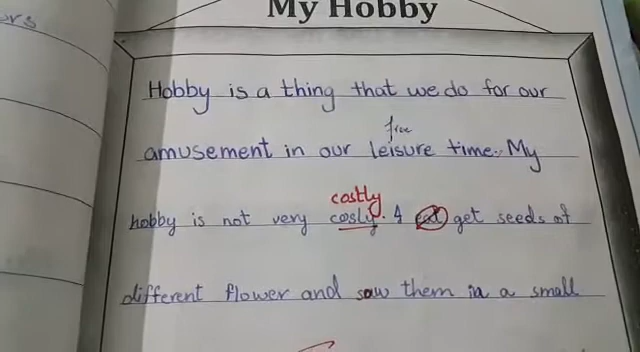 My Hobby
Hobby is a thing that we do for our
free
amusement in our leisure time. My
costly
hobby is not very cosly. I get seeds of
different flower and saw them in a small